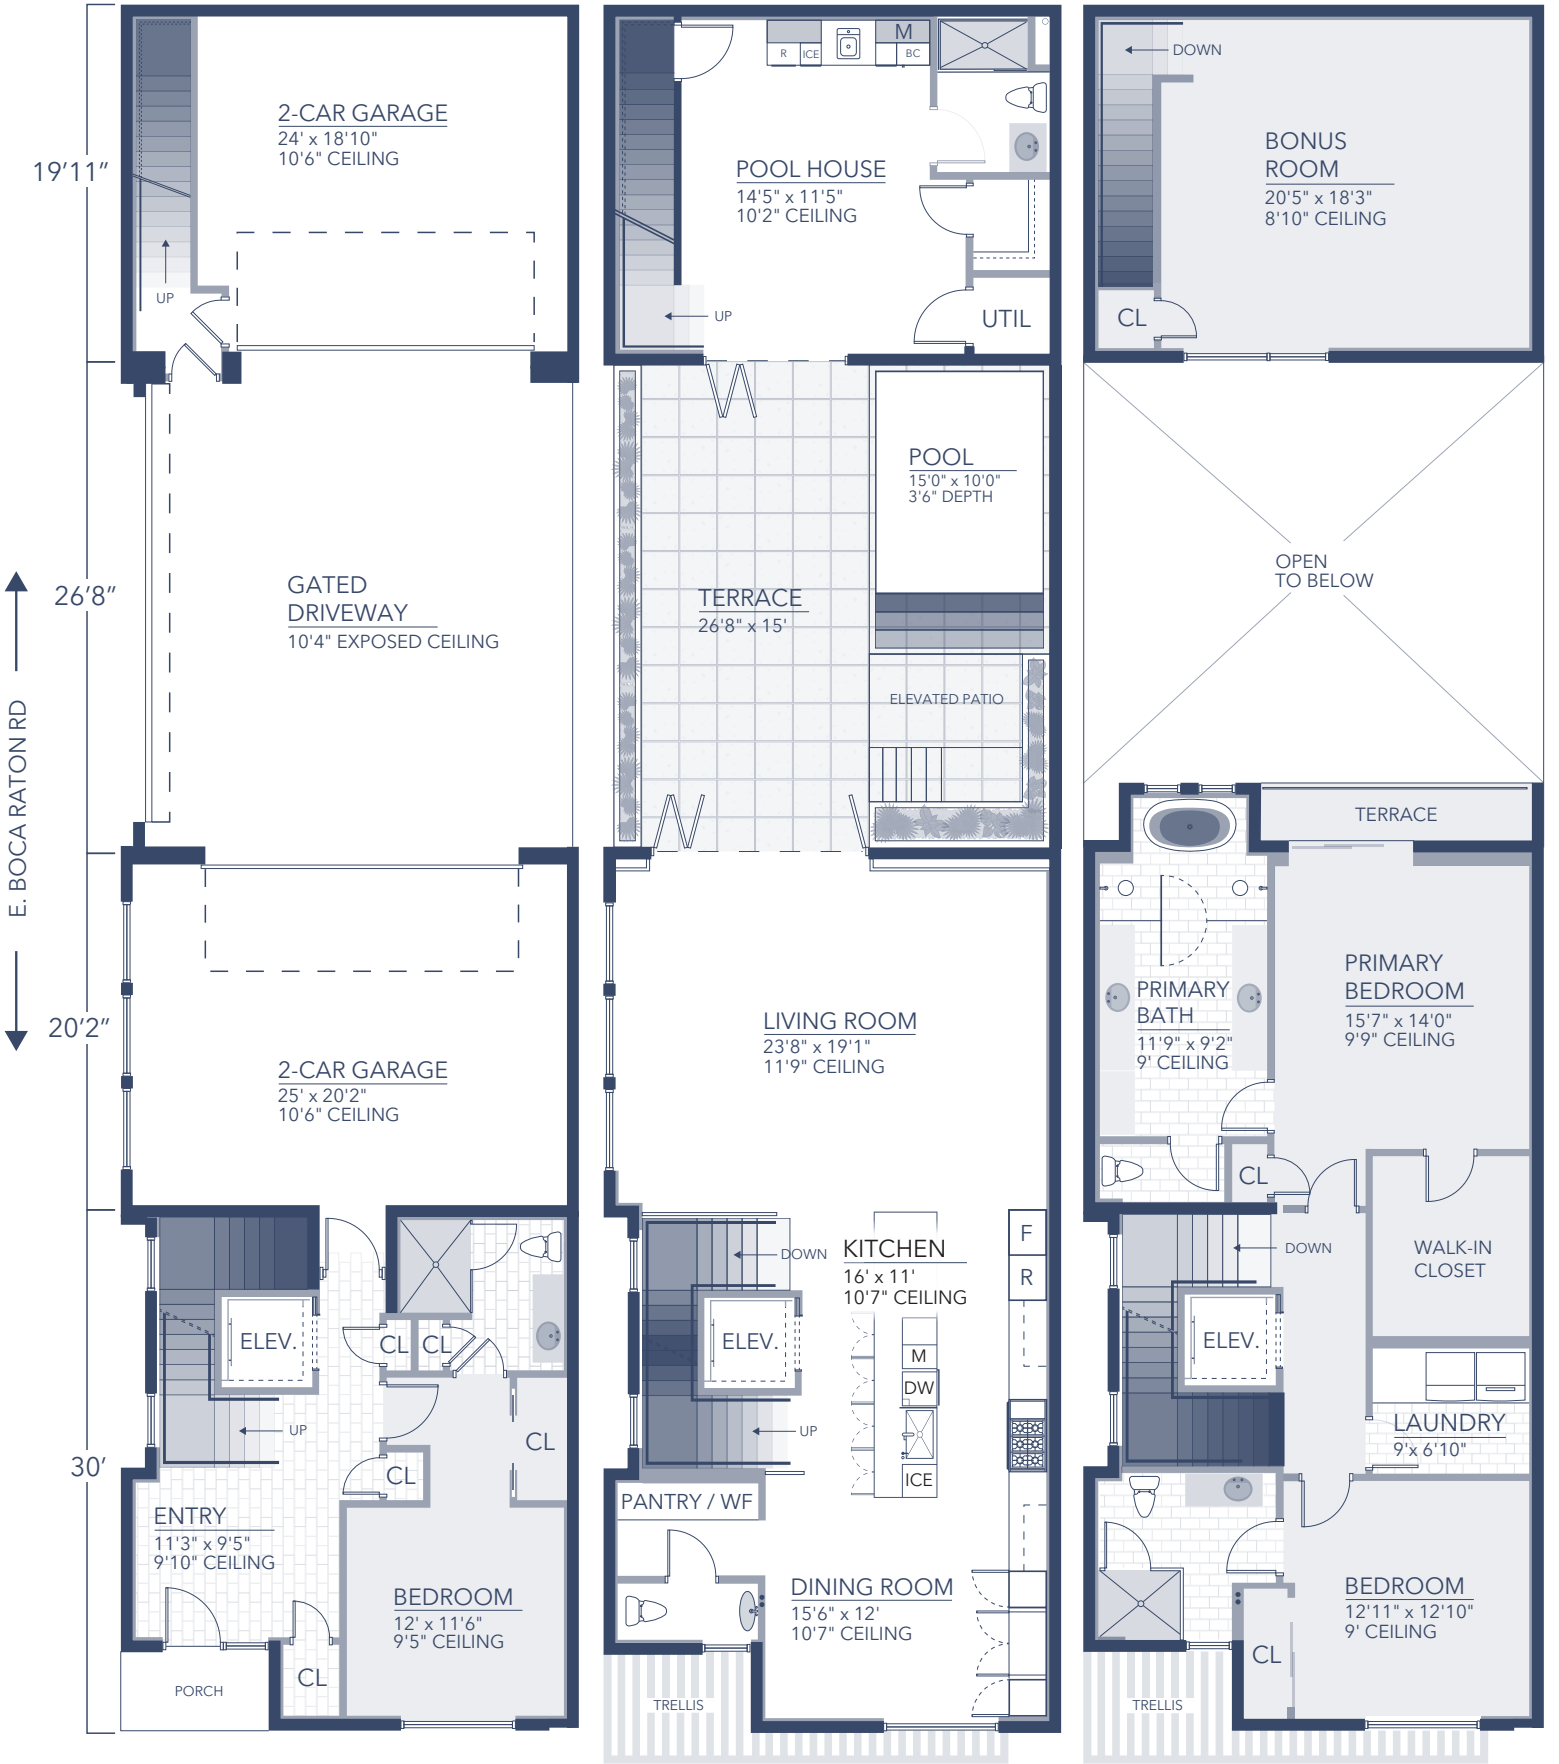 19'11"
26'8"
20'2"
30'
E. BOCA RATON RD
2-CAR GARAGE
24' x 18'10"
10'6" CEILING
UP
GATED
DRIVEWAY
10'4" EXPOSED CEILING
2-CAR GARAGE
25' x 20'2"
10'6" CEILING
ELEV.
CL
CL
UP
CL
CL
ENTRY
11'3" x 9'5"
9'10" CEILING
BEDROOM
12' x 11'6"
9'5" CEILING
CL
PORCH
R
ICE
M
BC
POOL HOUSE
14'5" x 11'5"
10'2" CEILING
UP
UTIL
POOL
15'0" x 10'0"
3'6" DEPTH
TERRACE
26'8" x 15'
ELEVATED PATIO
LIVING ROOM
23'8" x 19'1"
11'9" CEILING
DOWN
KITCHEN
16' x 11'
10'7" CEILING
F
R
ELEV.
M
DW
UP
ICE
PANTRY / WF
DINING ROOM
15'6" x 12'
10'7" CEILING
TRELLIS
DOWN
BONUS
ROOM
20'5" x 18'3"
8'10" CEILING
CL
OPEN
TO BELOW
TERRACE
PRIMARY
BATH
11'9" x 9'2"
9' CEILING
PRIMARY
BEDROOM
15'7" x 14'0"
9'9" CEILING
CL
DOWN
WALK-IN
CLOSET
ELEV.
LAUNDRY
9'x 6'10"
BEDROOM
12'11" x 12'10"
9' CEILING
CL
TRELLIS